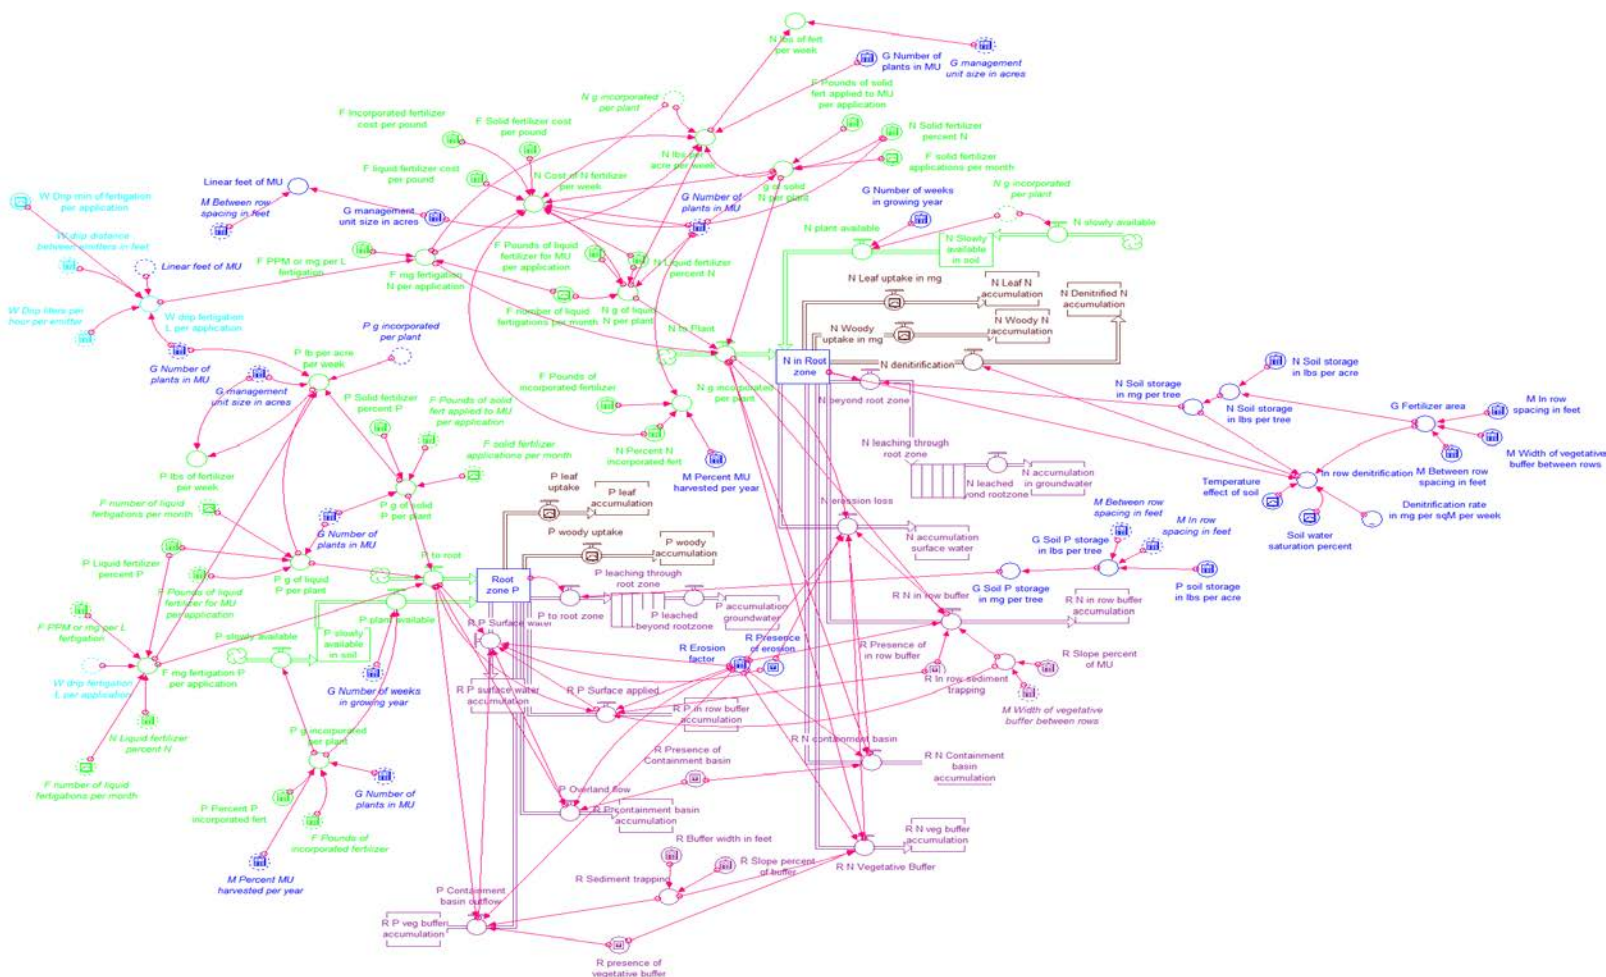 N lbs of fert
per week
G Number of
plants in MU
G management
unit size in acres
F Pounds of solid
fert applied to MU
per application
N g incorporated
per plant
F Incorporated fertilizer
cost per pound
F Solid fertilizer cost
per pound
N Solid fertilizer
percent N
F liquid fertilizer cost
per pound
N lbs per
acre per week
F solid fertilizer
applications per month
N Cost of N fertilizer
per week
g of solid
N per plant
Linear feet of MU
W Drip min of fertigation
per application
M Between row
spacing in feet
G management
unit size in acres
G Number of
plants in MU
G Number of weeks
in growing year
N g incorporated
per plant
N slowly available
N plant available
N Slowly
available
in soil
W drip distance
between emitters in feet
Linear feet of MU
F PPM or mg per L
fertigation
F Pounds of liquid
fertilizer for MU
per application
N Liquid fertilizer
percent N
F mg fertigation
N per application
N Leaf uptake in mg
N Leaf N
accumulation
N Denitrified N
accumulation
W Drip liters per
hour per emitter
W drip fertigation
L per application
F number of liquid
fertigations per month
N g of liquid
N per plant
N Woody
uptake in mg
N Woody N
accumulation
N to Plant
P g incorporated
per plant
P lb per acre
per week
G Number of
plants in MU
N in Root
zone
N denitrification
N Soil storage
in lbs per acre
G management
unit size in acres
F Pounds of
incorporated fertilizer
N g incorporated
per plant
N beyond root zone
N Soil storage
in mg per tree
N Soil storage
in lbs per tree
G Fertilizer area
M In row
spacing in feet
P Solid fertilizer
percent P
F Pounds of solid
fert applied to MU
per application
N Percent N
incorporated fert
M Percent MU
harvested per year
N leaching through
root zone
M Width of vegetative
buffer between rows
F solid fertilizer
applications per month
P lbs of fertilizer
per week
N leached
beyond rootzone
N accumulation
in groundwater
In row denitrification
M Between row
spacing in feet
Temperature
effect of soil
P leaf
uptake
P leaf
accumulation
N erossion loss
Denitrification rate
in mg per sqM per week
Soil water
saturation percent
F number of liquid
fertigations per month
P g of solid
P per plant
G Number of
plants in MU
P woody uptake
P woody
accumulation
N accumulation
surface water
M Between row
spacing in feet
M In row
spacing in feet
G Soil P storage
in lbs per tree
P Liquid fertilizer
percent P
P g of liquid
P per plant
P to root
Root
zone P
P leaching through
root zone
G Soil P storage
in mg per tree
P soil storage
in lbs per acre
F Pounds of liquid
fertilizer for MU
per application
P to root zone
P leached
beyond rootzone
P accumulation
groundwater
R N in row buffer
R N in row buffer
accumulation
F PPM or mg per L
fertigation
P slowly available
P slowly
available
in soil
P plant available
R P Surface water
R Erosion
factor
R Presence
of erosion
R Presence of
in row buffer
R Slope percent
of MU
W drip fertigation
L per application
F mg fertigation P
per application
G Number of weeks
in growing year
R P surface water
accumulation
R P Surface applied
R In row sediment
trapping
M Width of vegetative
buffer between rows
R P in row buffer
accumulation
N Liquid fertilizer
percent N
P g incorporated
per plant
R N containment basin
R Presence of
Containment basin
R N Containment
basin
accumulation
F number of liquid
fertigations per month
G Number of
plants in MU
P Overland flow
P Percent P
incorporated fert
R P containment basin
accumulation
F Pounds of
incorporated fertilizer
R Buffer width in feet
R N veg buffer
accumulation
M Percent MU
harvested per year
R Sediment trapping
R Slope percent
of buffer
R N Vegetative Buffer
P Containment
basin outflow
R P veg buffer
accumulation
R presence of
vegetative buffer